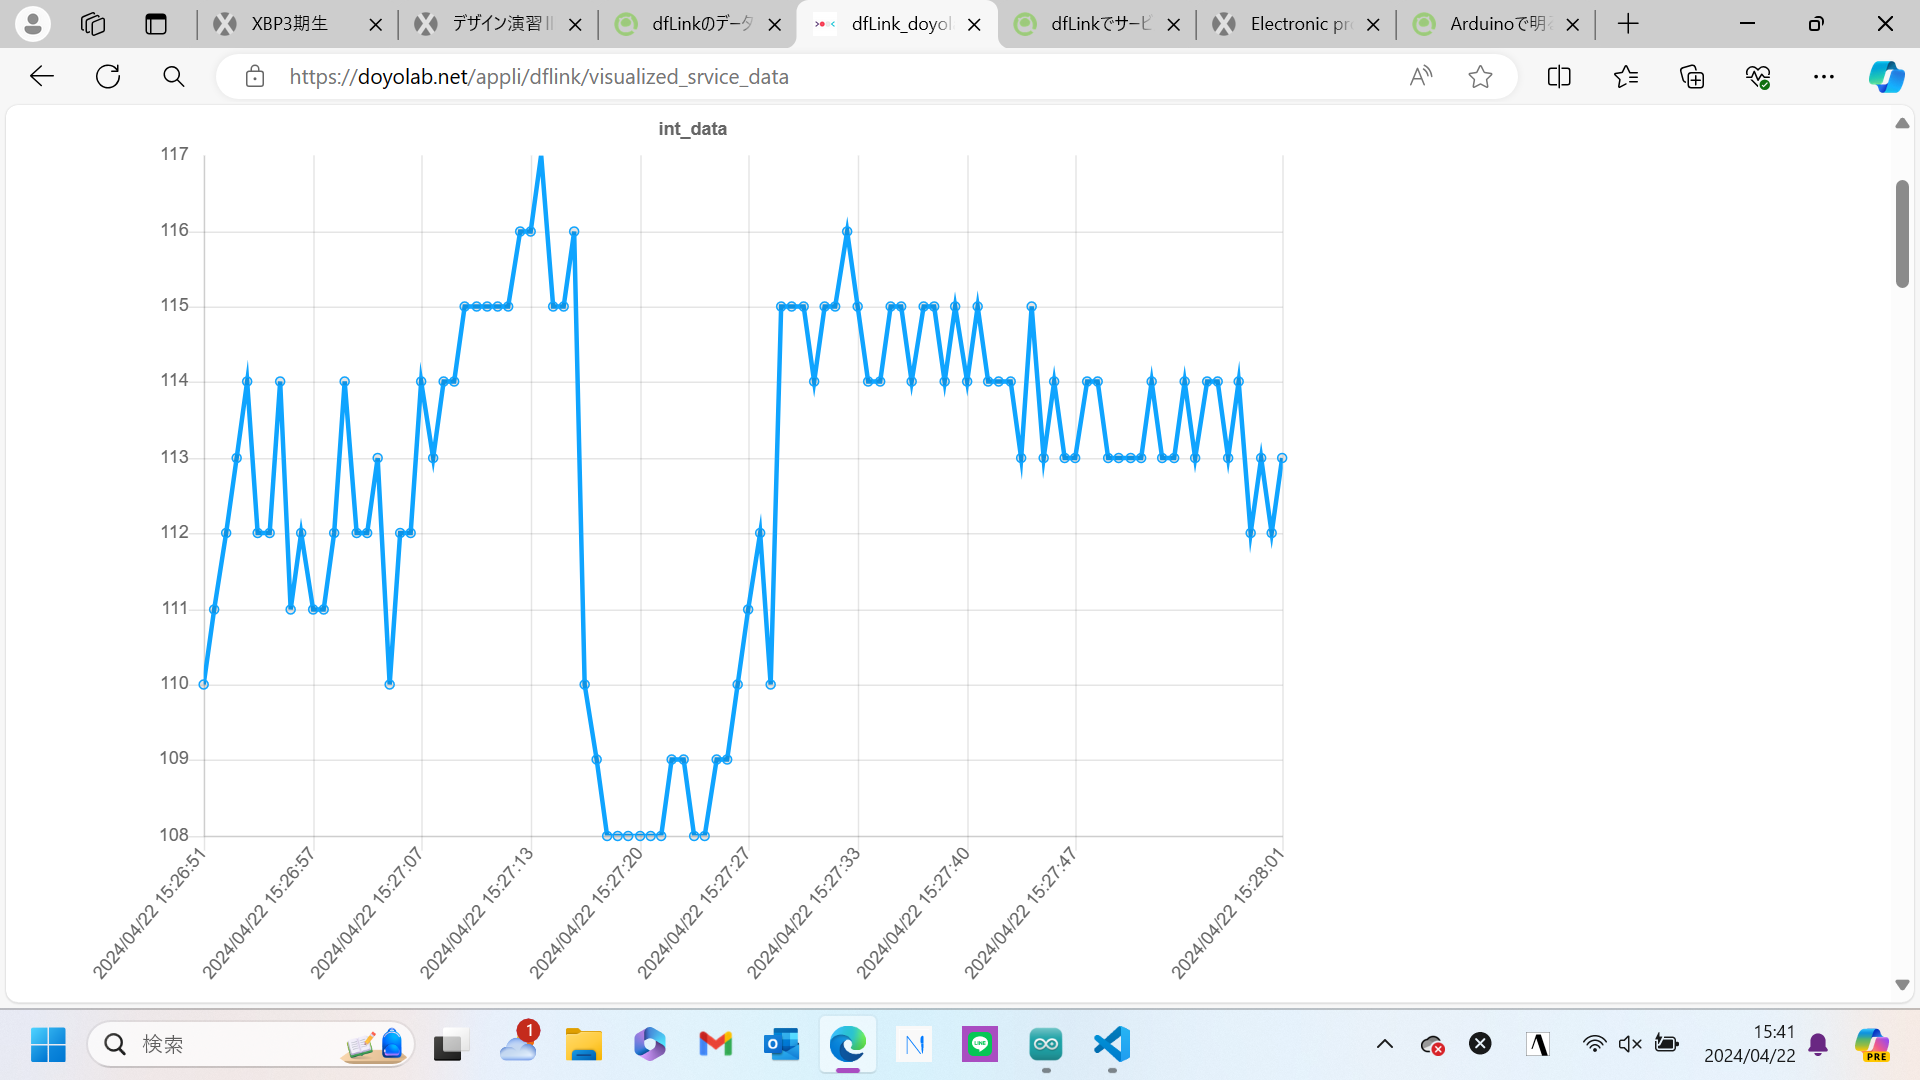 XBP3期生
デザイン演習II
dfLinkのデータ
dfLink_doyol
dfLinkでサービ
Electronic pr
Arduinoで明る
https://doyolab.net/appli/dflink/visualized_srvice_data
int_data
117
116
115
114
113
112
111
110
109
108
2024/04/22 15:26:51
2024/04/22 15:26:57
2024/04/22 15:27:07
2024/04/22 15:27:13
2024/04/22 15:27:20
2024/04/22 15:27:27
2024/04/22 15:27:33
2024/04/22 15:27:40
2024/04/22 15:27:47
2024/04/22 15:28:01
検索
1
LINE
A
15:41
2024/04/22
PRE